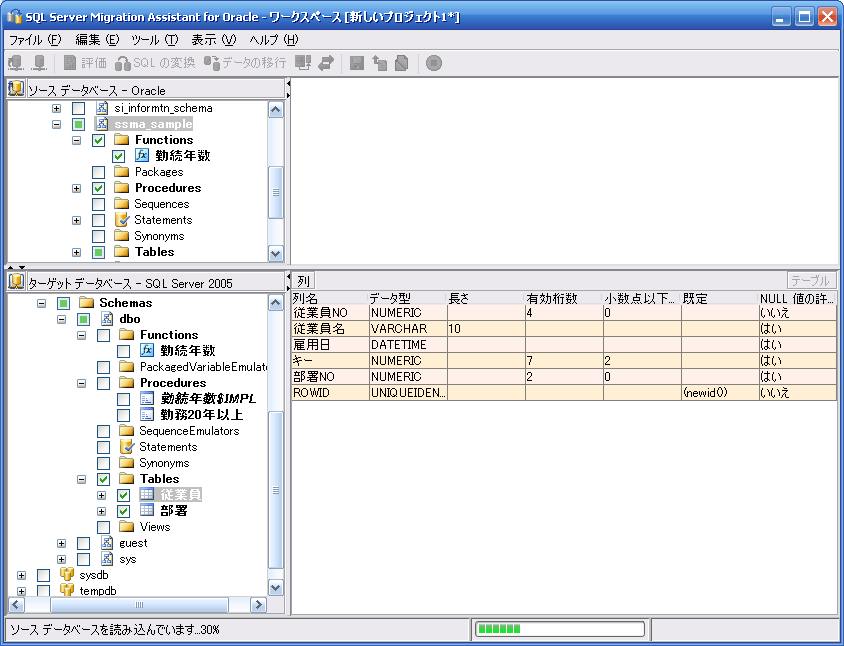 SQL Server Migration Assistant for Oracle - ワークスペース [新しいプロジェクト1*]
ファイル (F) 編集 (E) ツール (T) 表示 (V) ヘルプ (H)
評価 SQL の変換 データの移行
ソース データベース - Oracle
si_informtn_schema
ssma_sample
Functions
勤続年数
Packages
Procedures
Sequences
Statements
Synonyms
Tables
ターゲット データベース - SQL Server 2005
Schemas
dbo
Functions
勤続年数
PackagedVariableEmulat
Procedures
勤続年数$IMPL
勤務20年以上
SequenceEmulators
Statements
Synonyms
Tables
従業員
部署
Views
guest
sys
sysdb
tempdb
列 テーブル
列名 データ型 長さ 有効桁数 小数点以下... 既定 NULL 値の許...
従業員NO NUMERIC 4 0 いいえ
従業員名 VARCHAR 10 はい
雇用日 DATETIME はい
キー NUMERIC 7 2 はい
部署NO NUMERIC 2 0 はい
ROWID UNIQUEIDEN... (newid()) いいえ
ソース データベースを読み込んでいます...30%